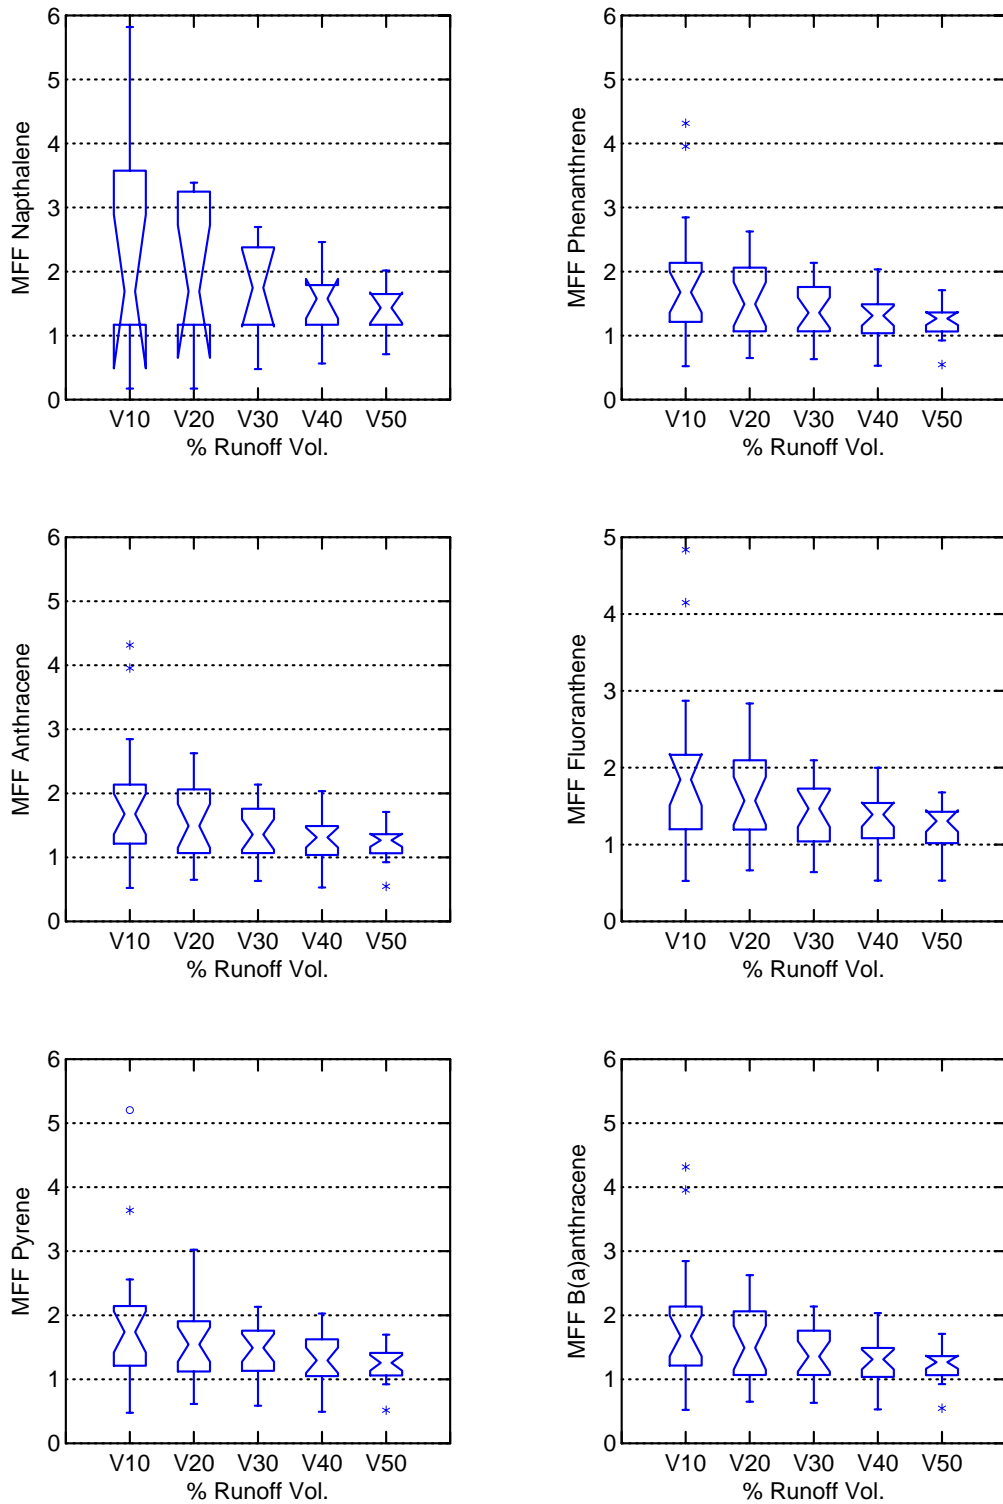 6
5
4
3
2
1
0
MFF Napthalene
V10 V20 V30 V40 V50
% Runoff Vol.
6
5
4
3
2
1
0
MFF Phenanthrene
V10 V20 V30 V40 V50
% Runoff Vol.
6
5
4
3
2
1
0
MFF Anthracene
V10 V20 V30 V40 V50
% Runoff Vol.
5
4
3
2
1
0
MFF Fluoranthene
V10 V20 V30 V40 V50
% Runoff Vol.
6
5
4
3
2
1
0
MFF Pyrene
V10 V20 V30 V40 V50
% Runoff Vol.
6
5
4
3
2
1
0
MFF B(a)anthracene
V10 V20 V30 V40 V50
% Runoff Vol.